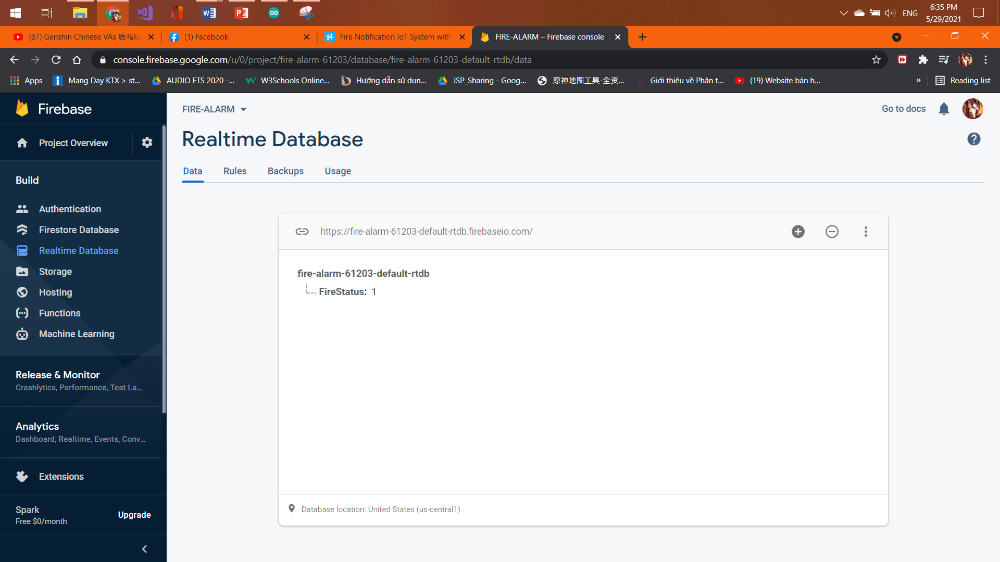 ENG
6:35 PM
5/29/2021
(87) Genshin Chinese VAs 鹿喑ka
(1) Facebook
Fire Notification IoT System with
FIRE-ALARM – Firebase console
console.firebase.google.com/u/0/project/fire-alarm-61203/database/fire-alarm-61203-default-rtdb/data
Apps
Mang Day KTX > st...
AUDIO ETS 2020 -...
W3Schools Online...
Hướng dẫn sử dụn...
JSP_Sharing - Goog...
原神地图工具-全资...
Giới thiệu về Phân t...
(19) Website bán h...
»
Reading list
Firebase
FIRE-ALARM
Go to docs
Project Overview
Realtime Database
Data
Rules
Backups
Usage
Build
Authentication
Firestore Database
Realtime Database
Storage
Hosting
Functions
Machine Learning
Release & Monitor
Crashlytics, Performance, Test La...
Analytics
Dashboard, Realtime, Events, Conv...
Extensions
Spark
Free $0/month
Upgrade
https://fire-alarm-61203-default-rtdb.firebaseio.com/
fire-alarm-61203-default-rtdb
FireStatus: 1
Database location: United States (us-central1)